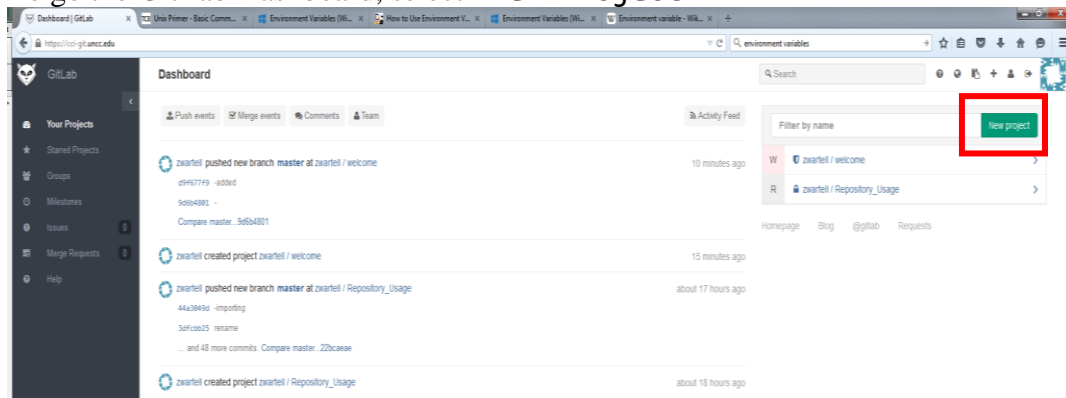 Dashboard | GitLab × Unix Primer - Basic Comm... × Environment Variables (Wi... × How to Use Environment V... × Environment Variables (Wi... × Environment variable - Wik... × +
https://cci-git.uncc.edu environment variables
GitLab Dashboard Search
Push events Merge events Comments Team Activity Feed Filter by name New project
Your Projects
Starred Projects
Groups
Milestones
Issues 0
Merge Requests 0
Help
zwartell pushed new branch master at zwartell / welcome 10 minutes ago
d9f677f9 -added
9d6b4801 -
Compare master...9d6b4801
zwartell created project zwartell / welcome 15 minutes ago
zwartell pushed new branch master at zwartell / Repository_Usage about 17 hours ago
44a3049d -importing
3dfcbb25 rename
... and 48 more commits. Compare master...22bcaeae
zwartell created project zwartell / Repository_Usage about 18 hours ago
W zwartell / welcome
R zwartell / Repository_Usage
Homepage Blog @gitlab Requests